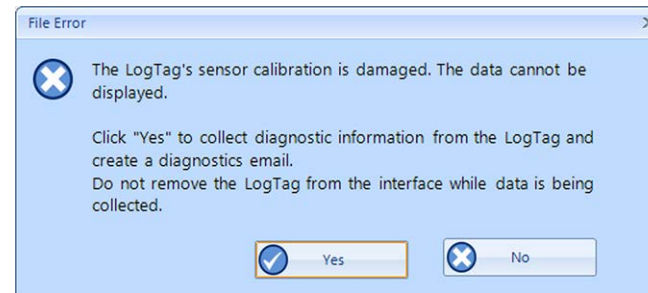 File Error
The LogTag's sensor calibration is damaged. The data cannot be
displayed.
Click "Yes" to collect diagnostic information from the LogTag and
create a diagnostics email.
Do not remove the LogTag from the interface while data is being
collected.
Yes
No